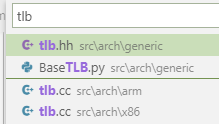 tlb
tlb.hh src\arch\generic
BaseTLB.py src\arch\generic
tlb.cc src\arch\arm
tlb.cc src\arch\x86